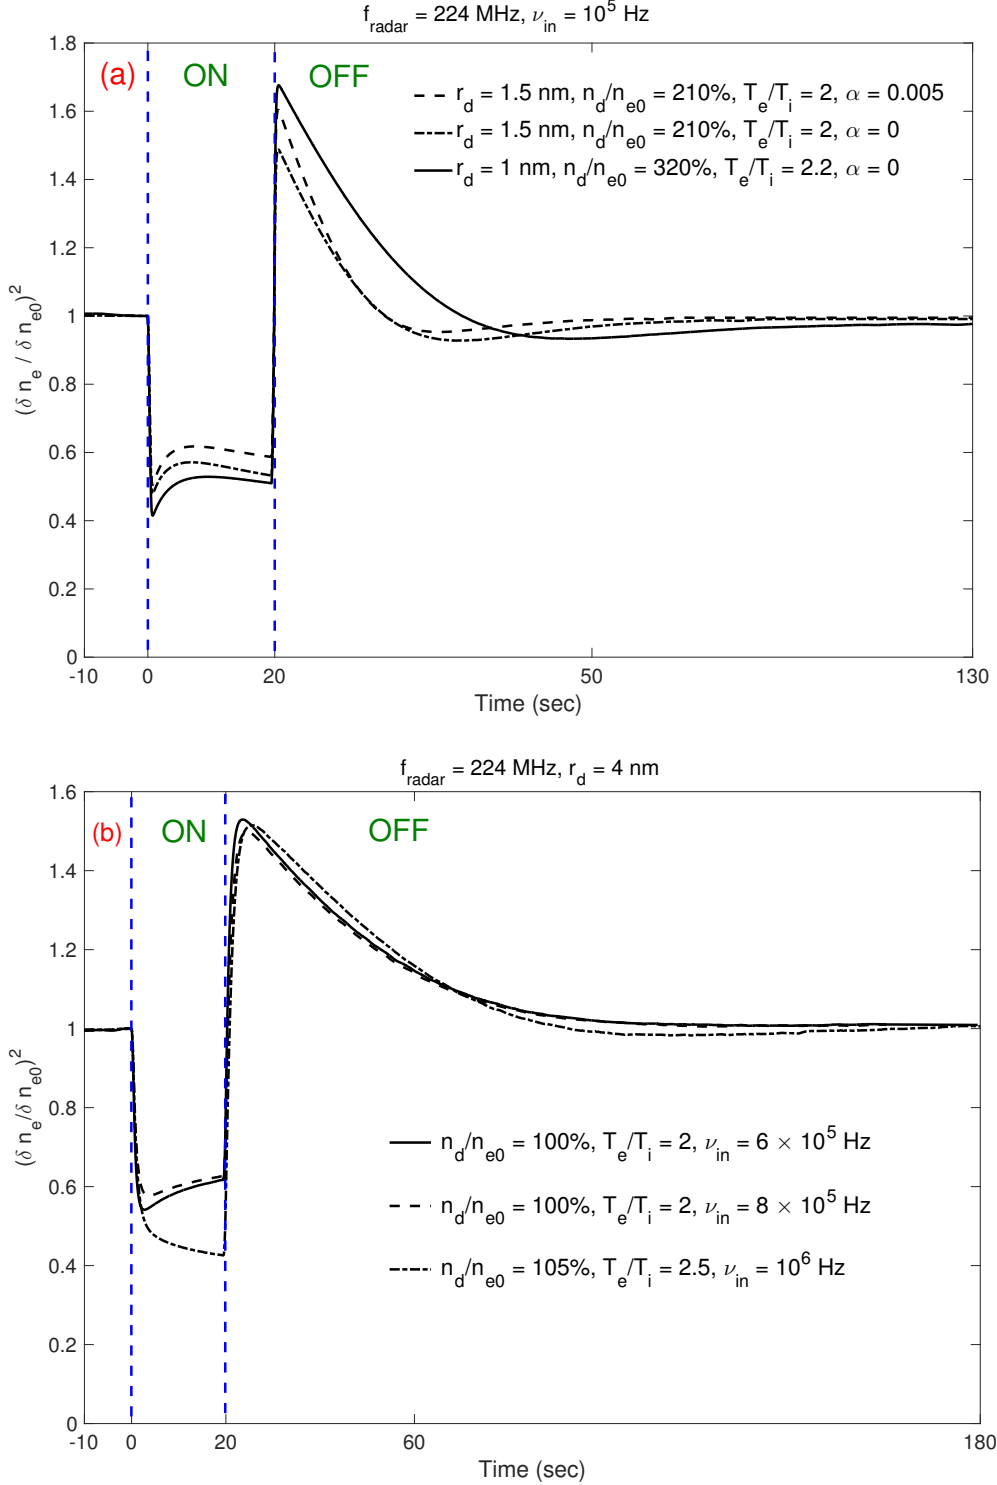 f_radar = 224 MHz, ν_in = 10^5 Hz
(a) ON OFF
r_d = 1.5 nm, n_d/n_e0 = 210%, T_e/T_i = 2, α = 0.005
r_d = 1.5 nm, n_d/n_e0 = 210%, T_e/T_i = 2, α = 0
r_d = 1 nm, n_d/n_e0 = 320%, T_e/T_i = 2.2, α = 0
1.8
1.6
1.4
1.2
1
0.8
0.6
0.4
0.2
0
(δ n_e / δ n_e0)^2
-10 0 20 50 130
Time (sec)
f_radar = 224 MHz, r_d = 4 nm
(b) ON OFF
1.6
1.4
1.2
1
0.8
0.6
0.4
0.2
0
(δ n_e/δ n_e0)^2
n_d/n_e0 = 100%, T_e/T_i = 2, ν_in = 6 × 10^5 Hz
n_d/n_e0 = 100%, T_e/T_i = 2, ν_in = 8 × 10^5 Hz
n_d/n_e0 = 105%, T_e/T_i = 2.5, ν_in = 10^6 Hz
-10 0 20 60 180
Time (sec)